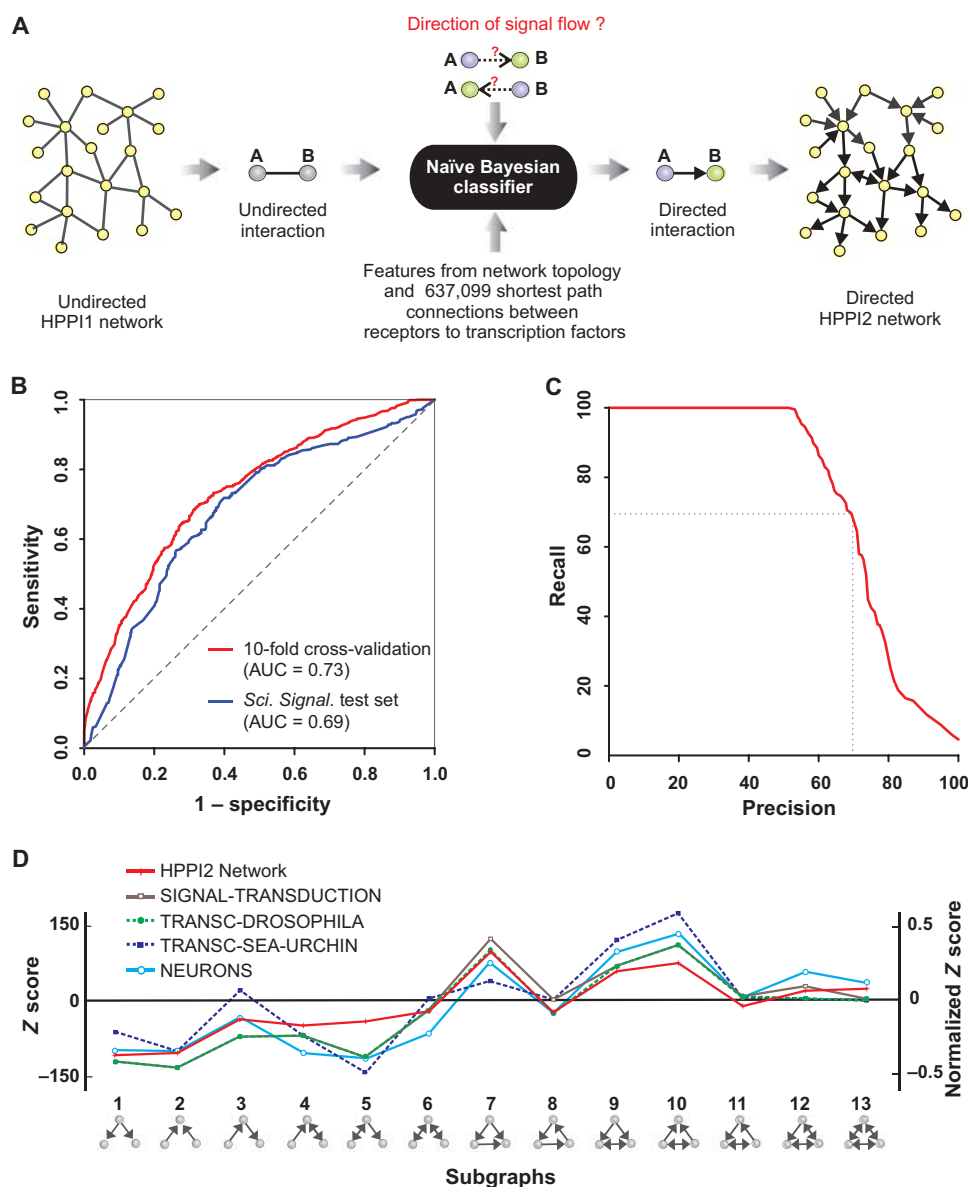 A
Direction of signal flow ?
A ? B
A ? B
A B
Undirected
interaction
Naïve Bayesian
classifier
A B
Directed
interaction
Undirected
HPPI1 network
Features from network topology
and 637,099 shortest path
connections between
receptors to transcription factors
Directed
HPPI2 network
B
Sensitivity
1.0
0.8
0.6
0.4
0.2
0.0
0.0 0.2 0.4 0.6 0.8 1.0
1 – specificity
10-fold cross-validation
(AUC = 0.73)
Sci. Signal. test set
(AUC = 0.69)
C
Recall
100
80
60
40
20
0
0 20 40 60 80 100
Precision
D
HPPI2 Network
SIGNAL-TRANSDUCTION
TRANSC-DROSOPHILA
TRANSC-SEA-URCHIN
NEURONS
Z score
150
0
–150
Normalized Z score
0.5
0
–0.5
1 2 3 4 5 6 7 8 9 10 11 12 13
Subgraphs